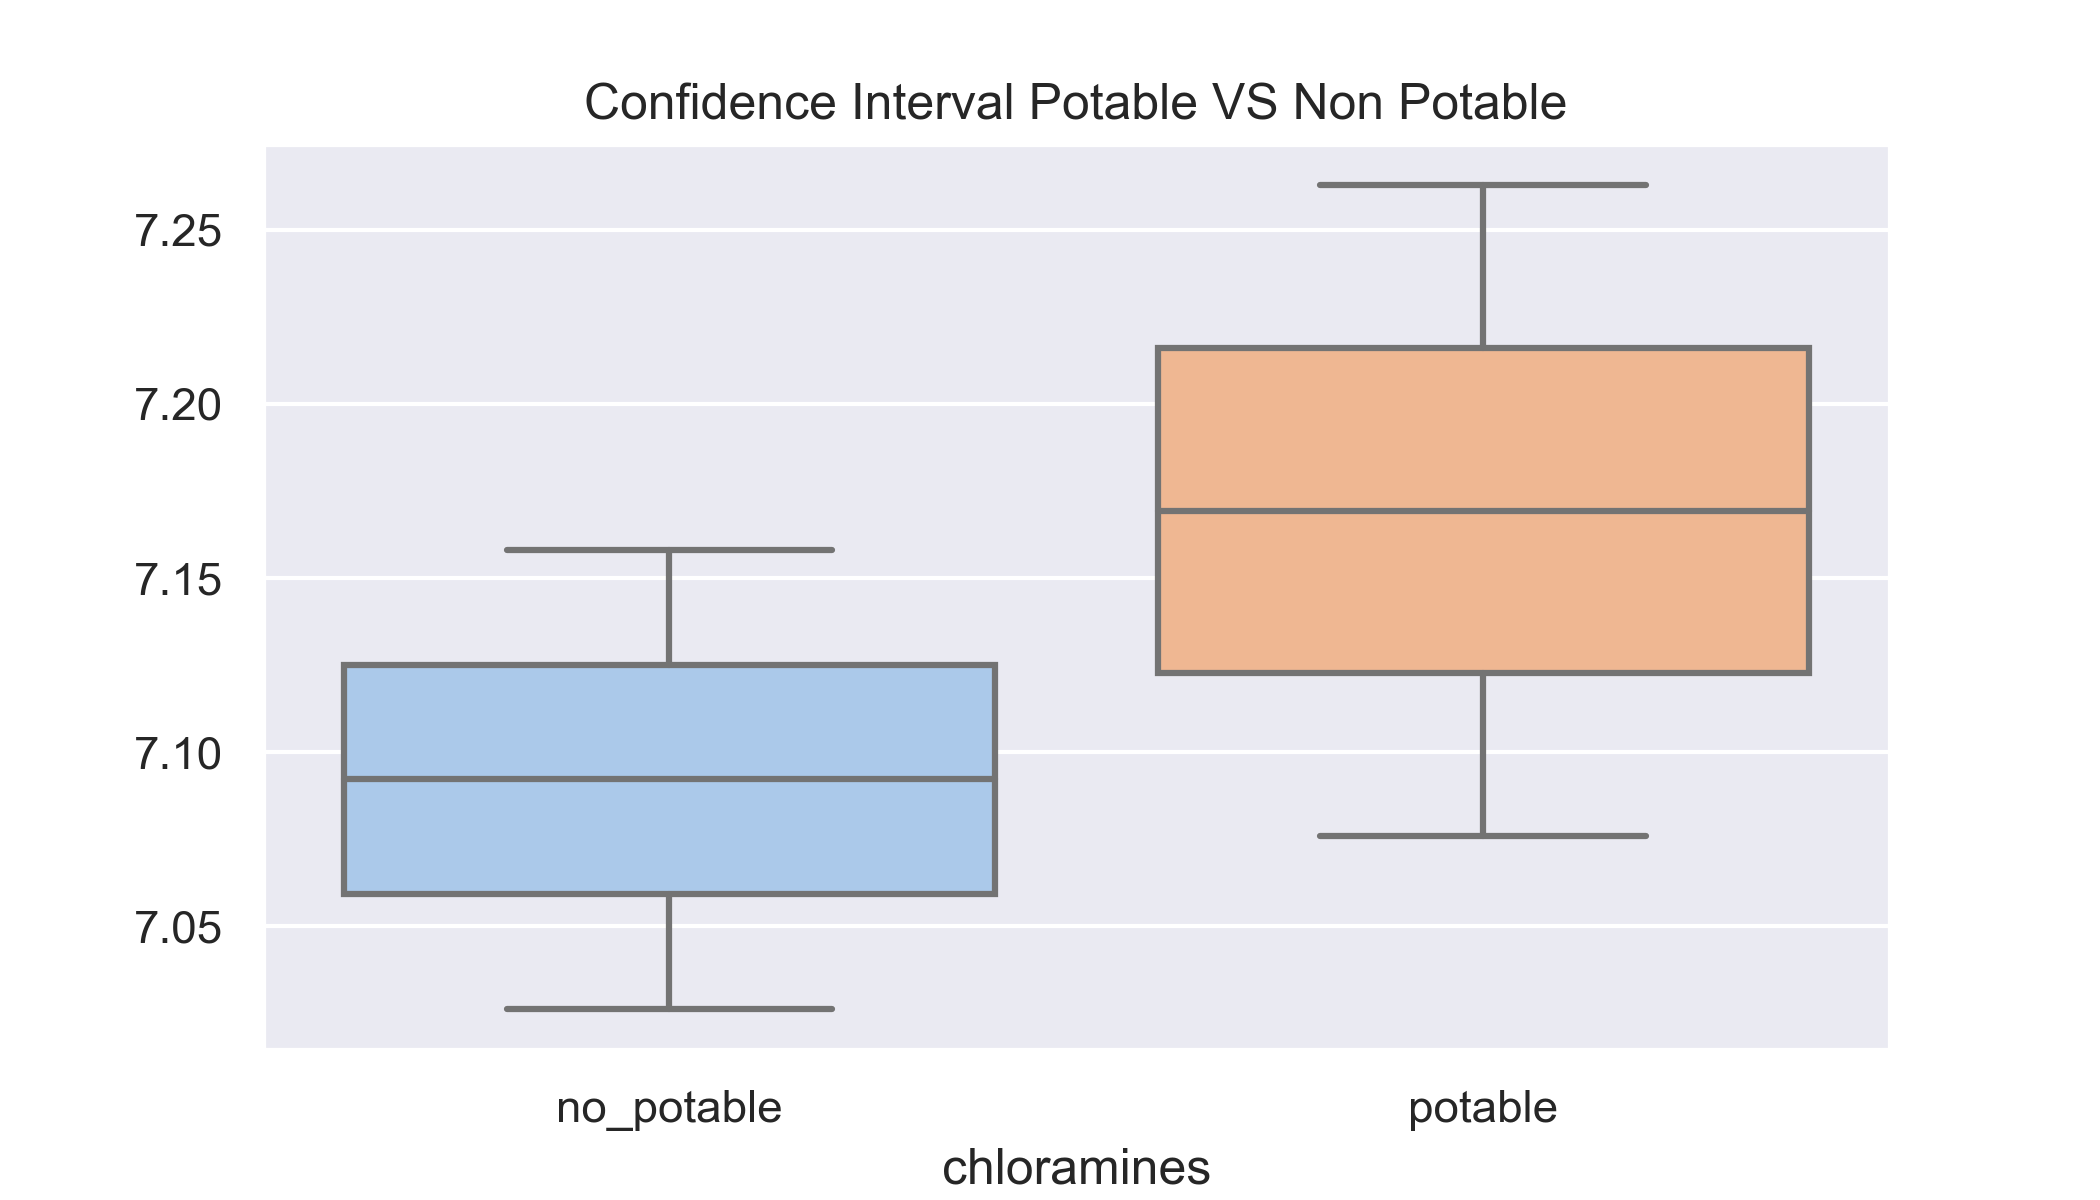 Confidence Interval Potable VS Non Potable
7.25
7.20
7.15
7.10
7.05
no_potable potable
chloramines